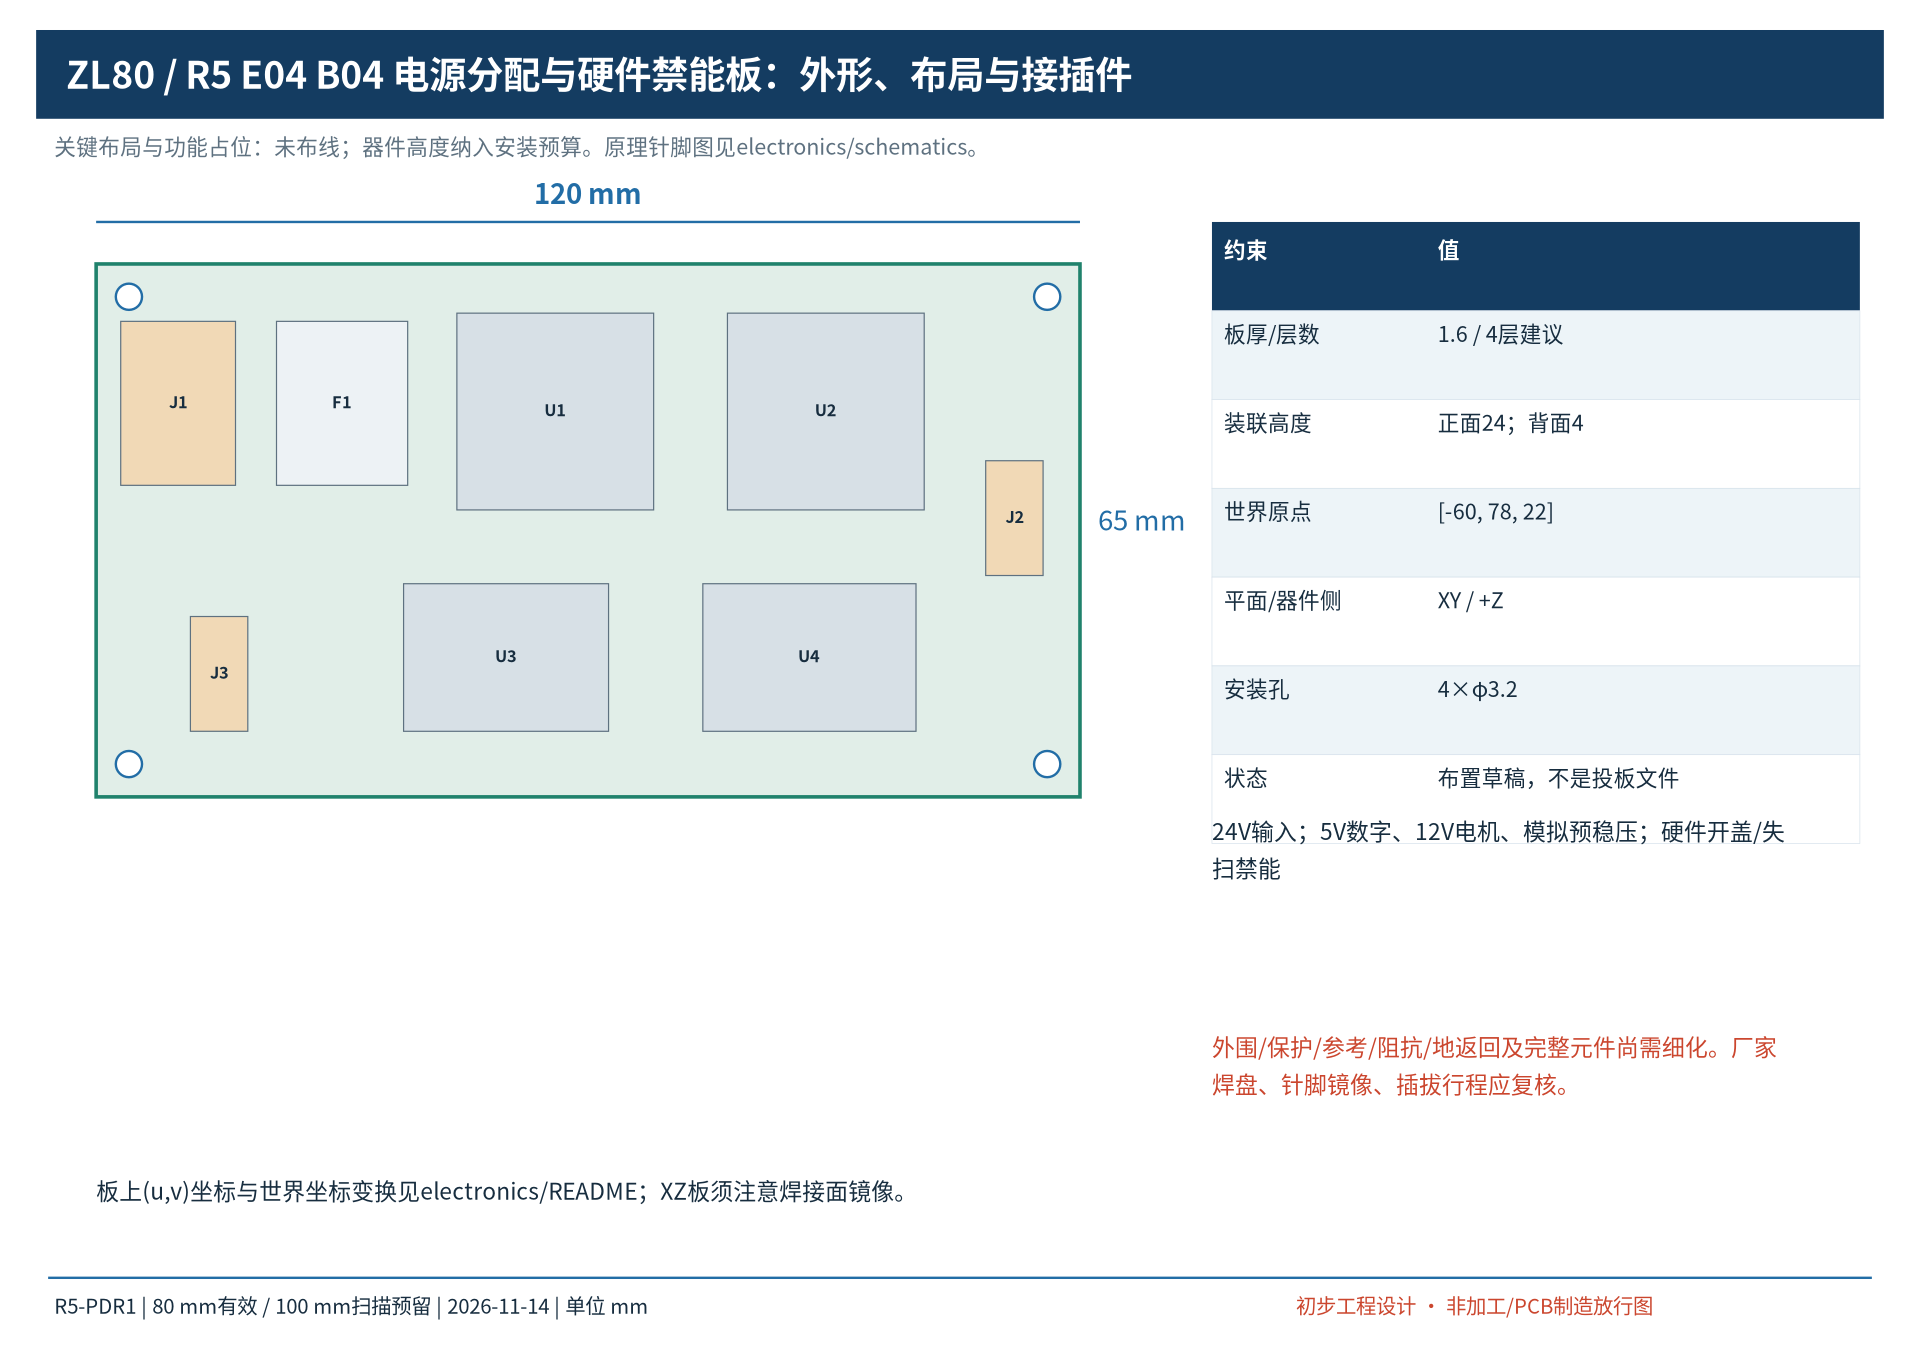 ZL80 / R5 E04 B04 电源分配与硬件禁能板：外形、布局与接插件
关键布局与功能占位：未布线；器件高度纳入安装预算。原理针脚图见electronics/schematics。
120 mm
J1
F1
U1
U2
J2
65 mm
J3
U3
U4
约束 值
板厚/层数 1.6 / 4层建议
装联高度 正面24；背面4
世界原点 [-60, 78, 22]
平面/器件侧 XY / +Z
安装孔 4×φ3.2
状态 布置草稿，不是投板文件
24V输入；5V数字、12V电机、模拟预稳压；硬件开盖/失
扫禁能
外围/保护/参考/阻抗/地返回及完整元件尚需细化。厂家
焊盘、针脚镜像、插拔行程应复核。
板上(u,v)坐标与世界坐标变换见electronics/README；XZ板须注意焊接面镜像。
R5-PDR1 | 80 mm有效 / 100 mm扫描预留 | 2026-11-14 | 单位 mm
初步工程设计 · 非加工/PCB制造放行图